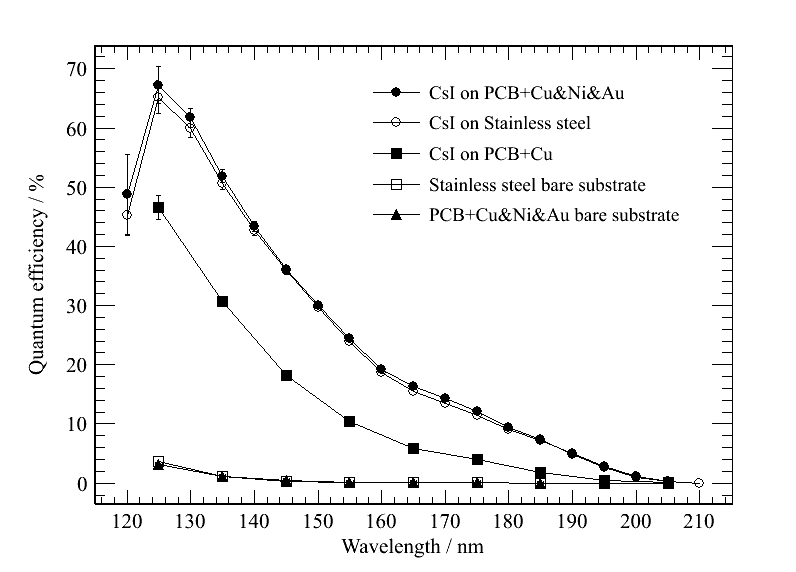 70
60
50
40
30
20
10
0
Quantum efficiency / %
CsI on PCB+Cu&Ni&Au
CsI on Stainless steel
CsI on PCB+Cu
Stainless steel bare substrate
PCB+Cu&Ni&Au bare substrate
120 130 140 150 160 170 180 190 200 210
Wavelength / nm